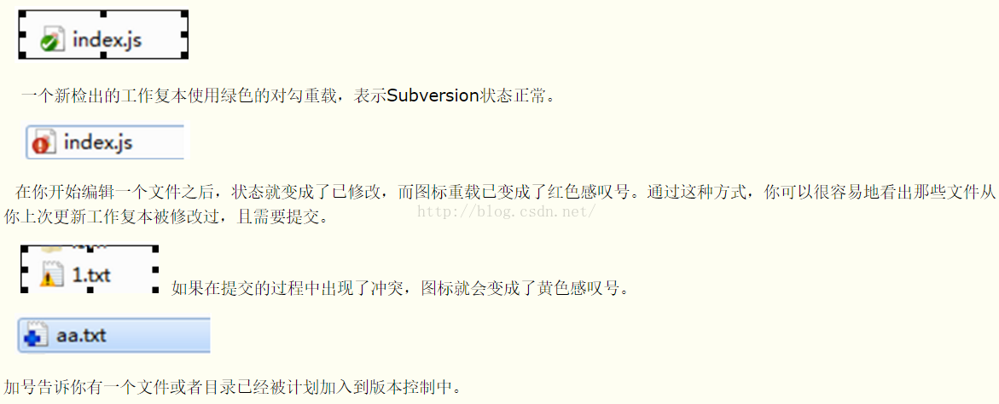 index.js
一个新检出的工作复本使用绿色的对勾重载，表示Subversion状态正常。
index.js
在你开始编辑一个文件之后，状态就变成了已修改，而图标重载已变成了红色感叹号。通过这种方式，你可以很容易地看出那些文件从
你上次更新工作复本被修改过，且需要提交。
http://blog.csdn.net/
1.txt 如果在提交的过程中出现了冲突，图标就会变成了黄色感叹号。
aa.txt
加号告诉你有一个文件或者目录已经被计划加入到版本控制中。